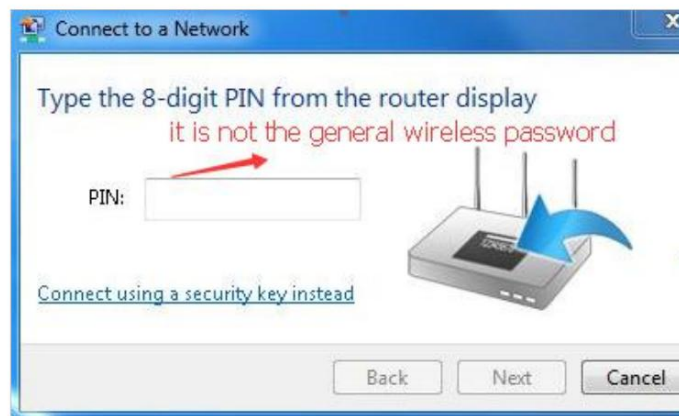 Connect to a Network
Type the 8-digit PIN from the router display
it is not the general wireless password
PIN:
Connect using a security key instead
Back Next Cancel